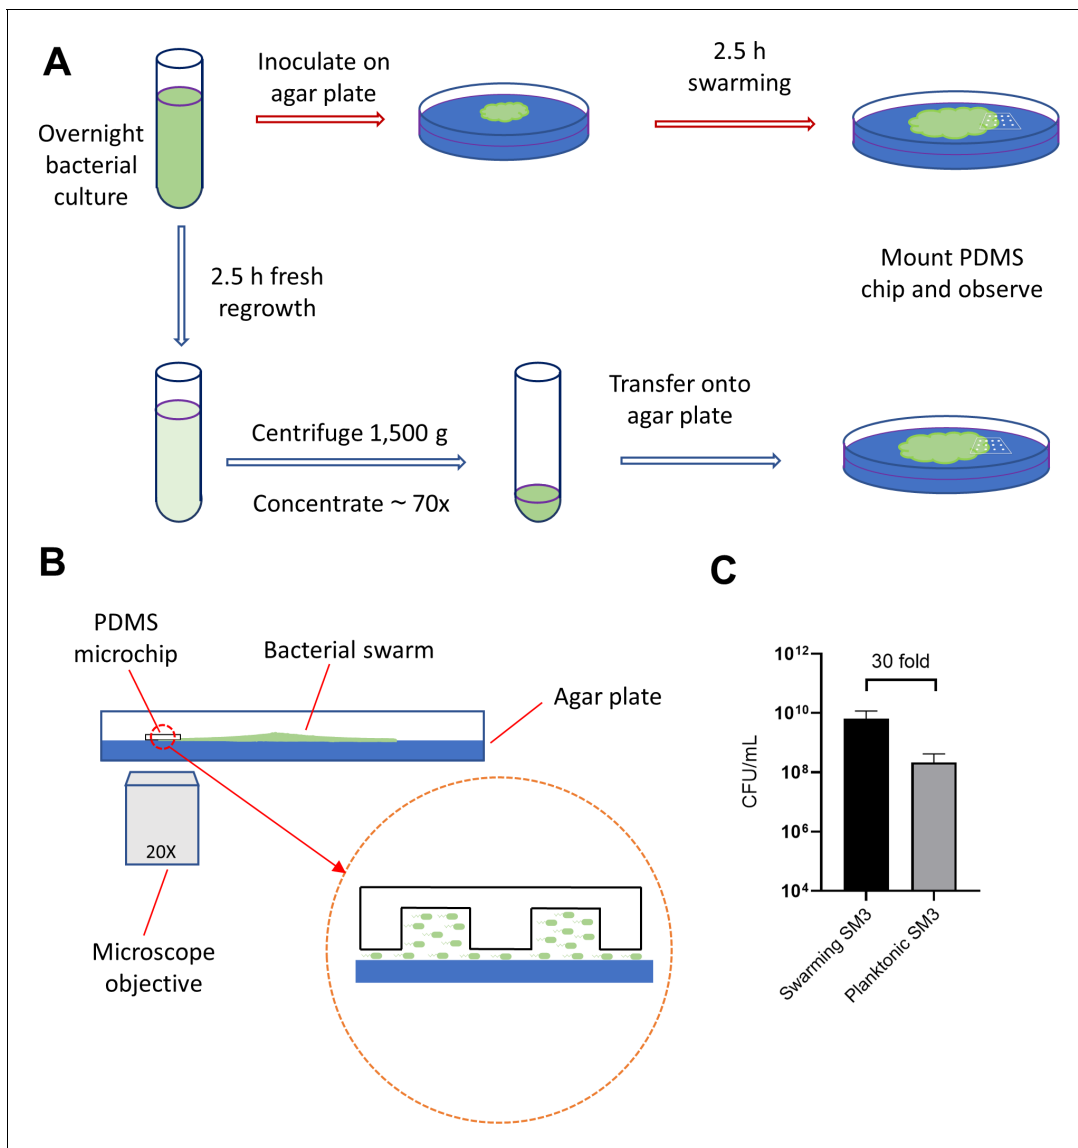 A
Overnight
bacterial
culture
Inoculate on
agar plate
2.5 h
swarming
2.5 h fresh
regrowth
Mount PDMS
chip and observe
Centrifuge 1,500 g
Concentrate ~ 70x
Transfer onto
agar plate
B
PDMS
microchip
Bacterial swarm
Agar plate
20X
Microscope
objective
C
30 fold
10¹²
10¹⁰
10⁸
10⁶
10⁴
CFU/mL
Swarming SM3
Planktonic SM3